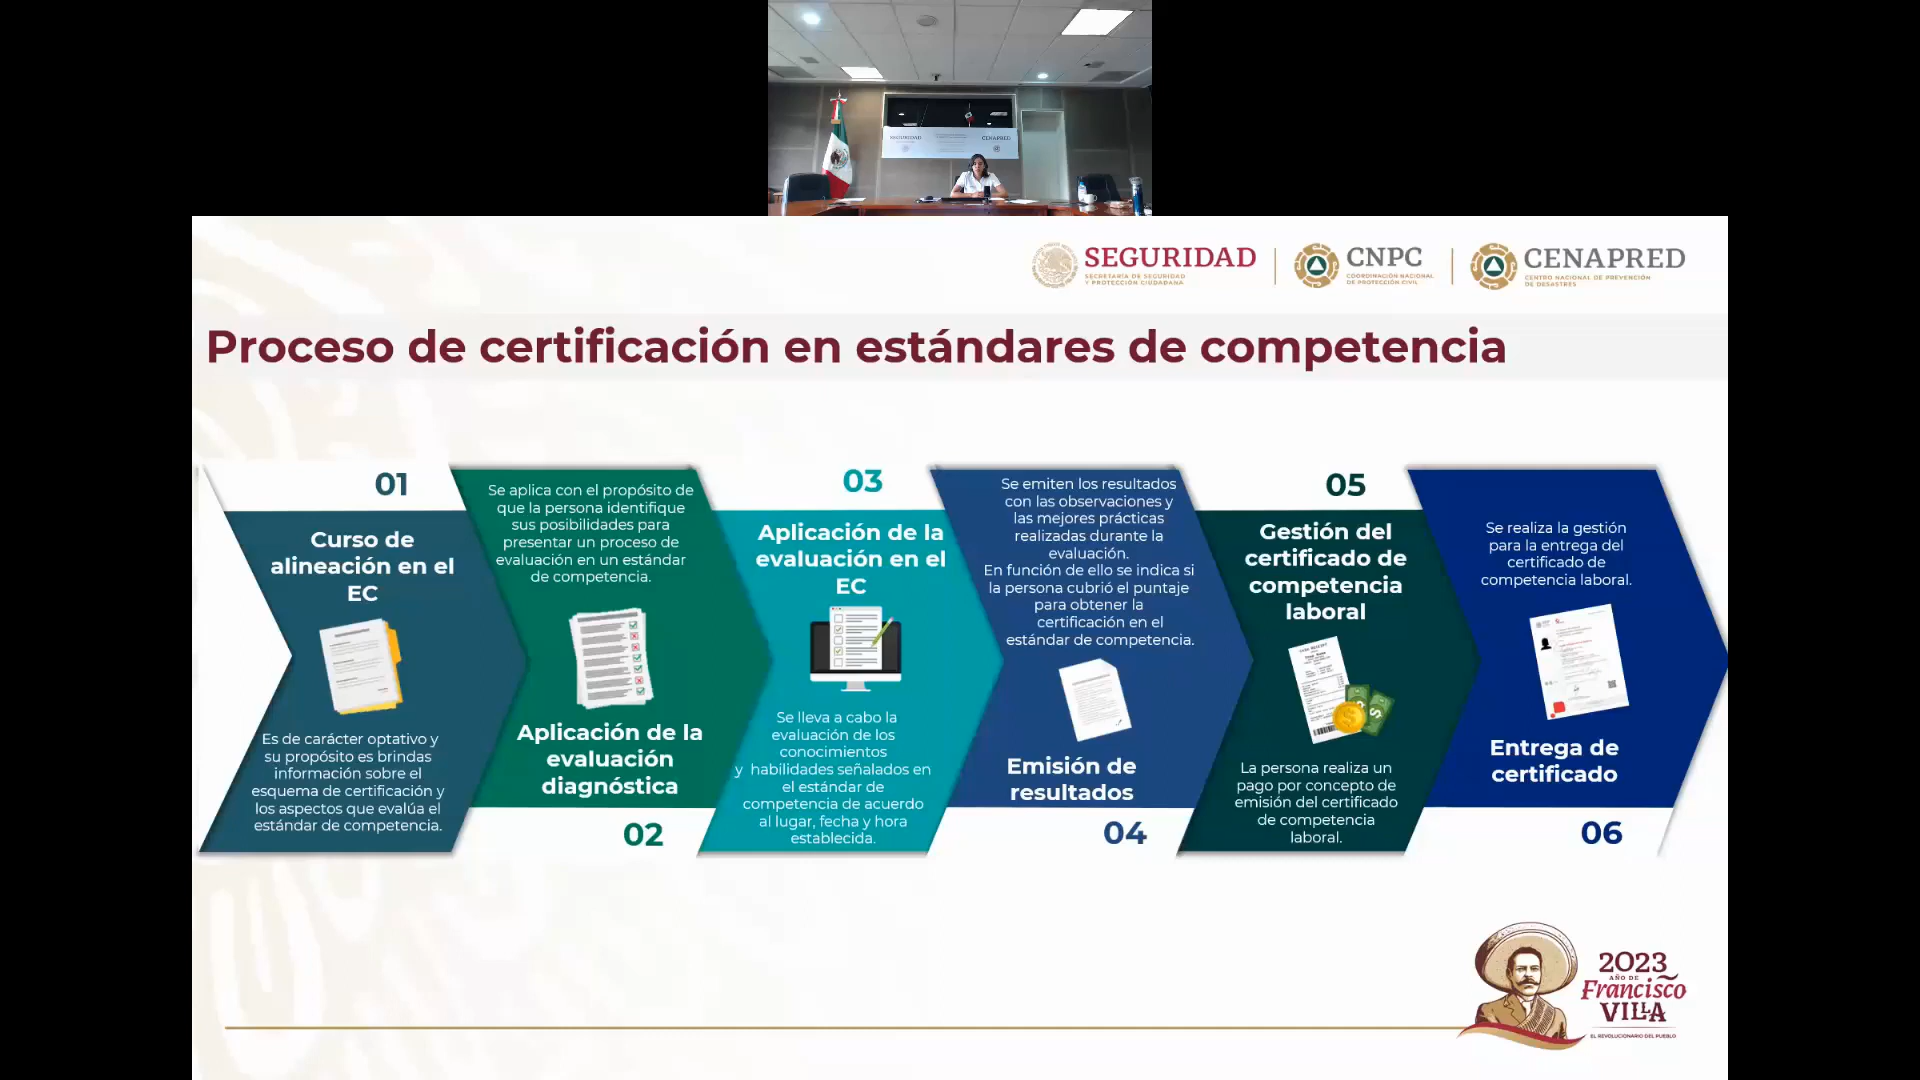 SEGURIDAD
CENAPRED
SEGURIDAD
SECRETARÍA DE SEGURIDAD
Y PROTECCIÓN CIUDADANA
CNPC
COORDINACIÓN NACIONAL
DE PROTECCIÓN CIVIL
CENAPRED
CENTRO NACIONAL DE PREVENCIÓN
DE DESASTRES
Proceso de certificación en estándares de competencia
01
Curso de
alineación en el
EC
Es de carácter optativo y
su propósito es brindas
información sobre el
esquema de certificación y
los aspectos que evalúa el
estándar de competencia.
Se aplica con el propósito de
que la persona identifique
sus posibilidades para
presentar un proceso de
evaluación en un estándar
de competencia.
Aplicación de la
evaluación
diagnóstica
02
03
Aplicación de la
evaluación en el
EC
Se lleva a cabo la
evaluación de los
conocimientos
y habilidades señalados en
el estándar de
competencia de acuerdo
al lugar, fecha y hora
establecida.
Se emiten los resultados
con las observaciones y
las mejores prácticas
realizadas durante la
evaluación.
En función de ello se indica si
la persona cubrió el puntaje
para obtener la
certificación en el
estándar de competencia.
Emisión de
resultados
04
05
Gestión del
certificado de
competencia
laboral
La persona realiza un
pago por concepto de
emisión del certificado
de competencia
laboral.
Se realiza la gestión
para la entrega del
certificado de
competencia laboral.
Entrega de
certificado
06
2023
AÑO DE
Francisco
VILLA
EL REVOLUCIONARIO DEL PUEBLO